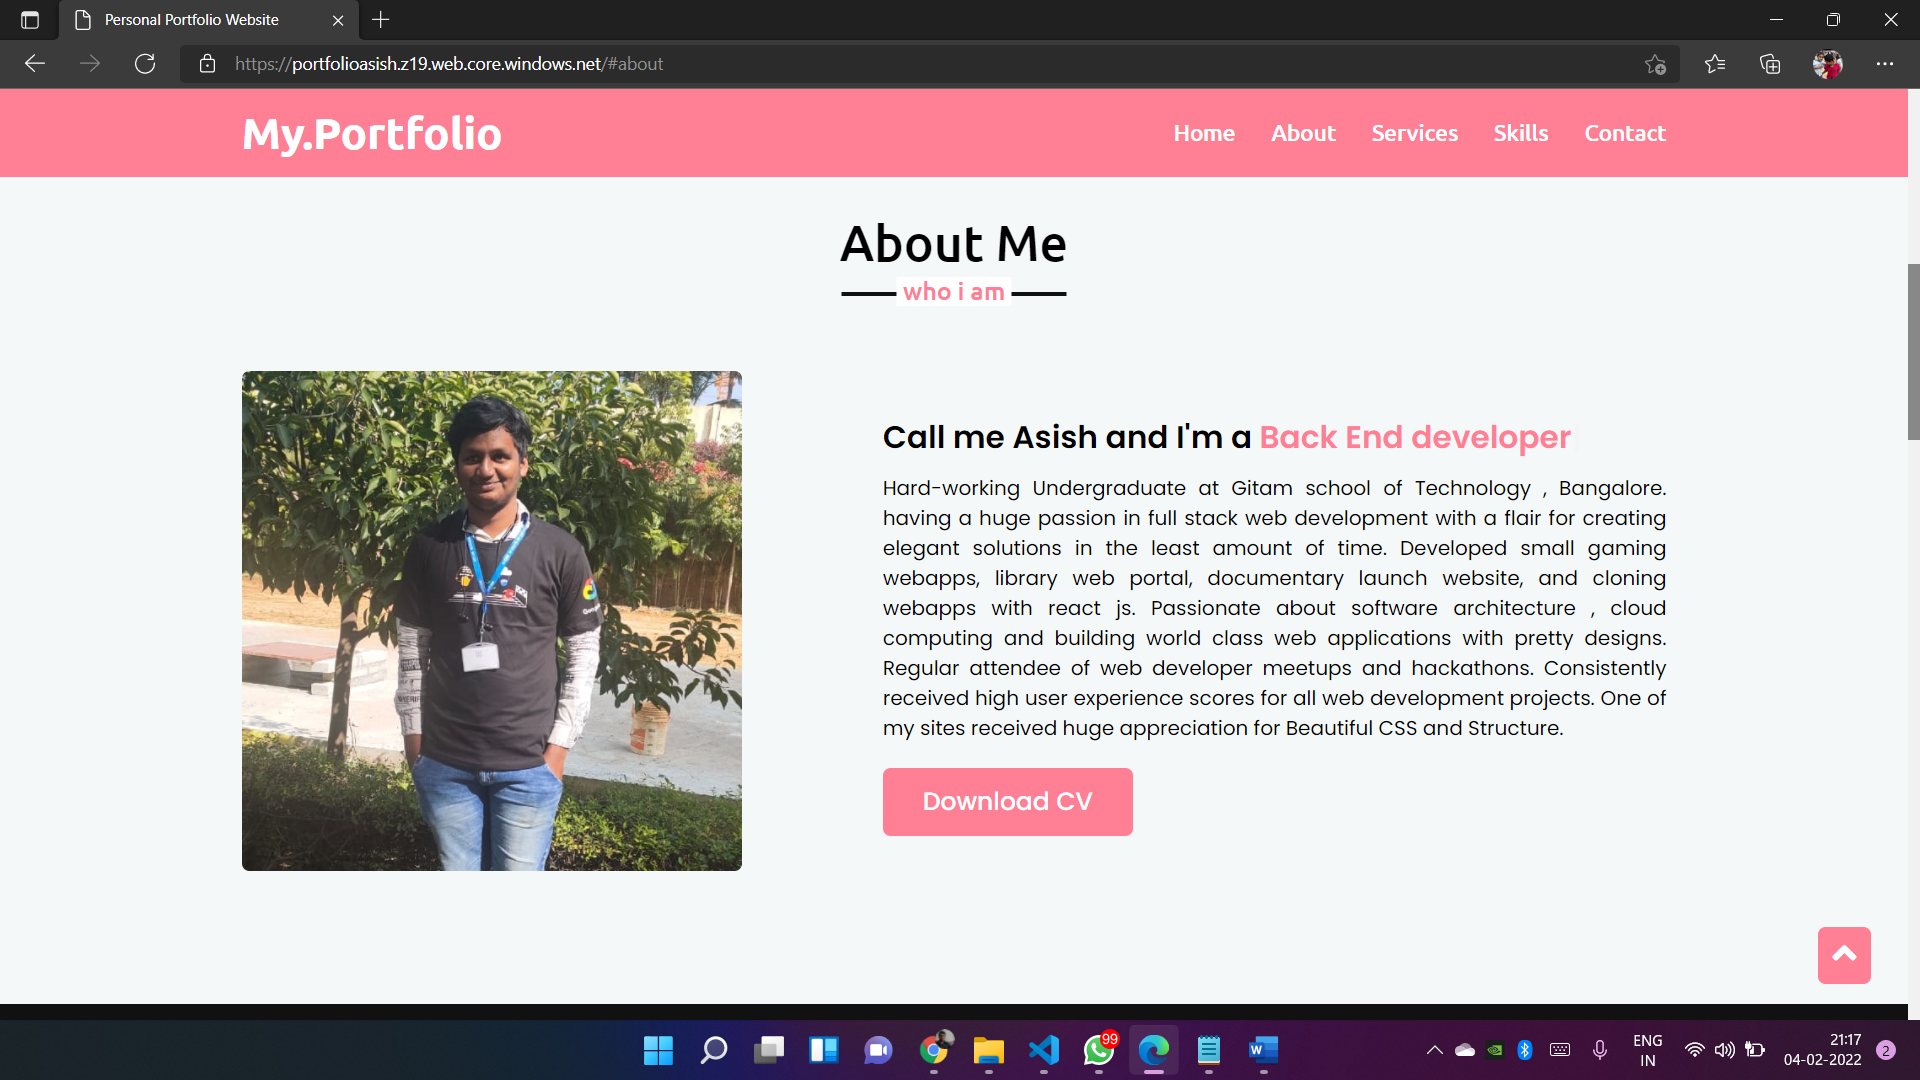 Personal Portfolio Website
https://portfolioasish.z19.web.core.windows.net/#about
My.Portfolio
Home About Services Skills Contact
About Me
who i am
Call me Asish and I'm a Back End developer
Hard-working Undergraduate at Gitam school of Technology , Bangalore.
having a huge passion in full stack web development with a flair for creating
elegant solutions in the least amount of time. Developed small gaming
webapps, library web portal, documentary launch website, and cloning
webapps with react js. Passionate about software architecture , cloud
computing and building world class web applications with pretty designs.
Regular attendee of web developer meetups and hackathons. Consistently
received high user experience scores for all web development projects. One of
my sites received huge appreciation for Beautiful CSS and Structure.
Download CV
99
W
ENG
IN
21:17
04-02-2022
2